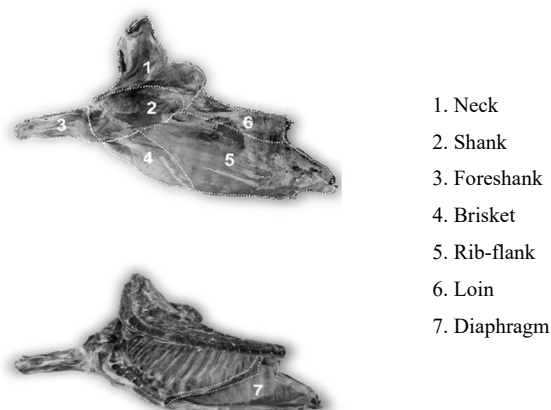 1
2
3
4
5
6
7
1. Neck
2. Shank
3. Foreshank
4. Brisket
5. Rib-flank
6. Loin
7. Diaphragm